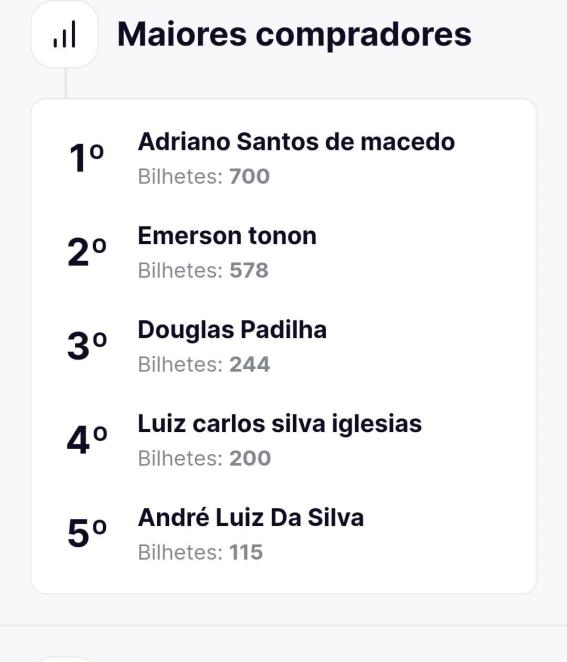 Maiores compradores
1º
Adriano Santos de macedo
Bilhetes: 700
2º
Emerson tonon
Bilhetes: 578
3º
Douglas Padilha
Bilhetes: 244
4º
Luiz carlos silva iglesias
Bilhetes: 200
5º
André Luiz Da Silva
Bilhetes: 115